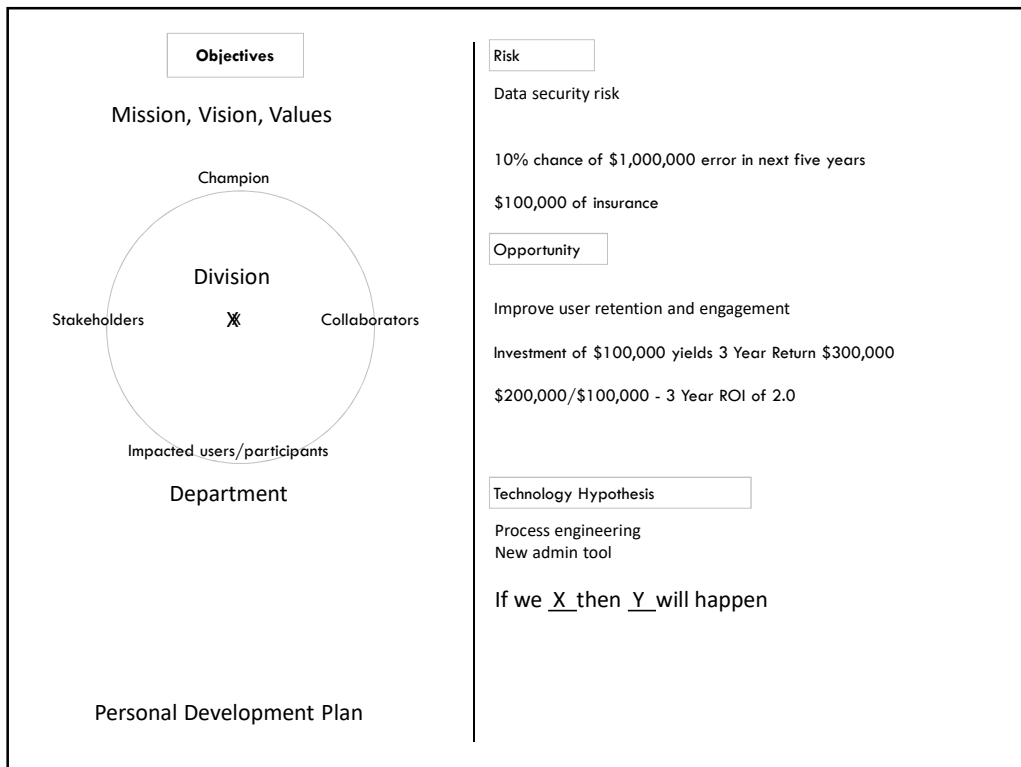 Objectives
Mission, Vision, Values
Champion
Division
Stakeholders
Collaborators
Impacted users/participants
Department
Personal Development Plan
Risk
Data security risk
10% chance of $1,000,000 error in next five years
$100,000 of insurance
Opportunity
Improve user retention and engagement
Investment of $100,000 yields 3 Year Return $300,000
$200,000/$100,000 - 3 Year ROI of 2.0
Technology Hypothesis
Process engineering
New admin tool
If we X then Y will happen